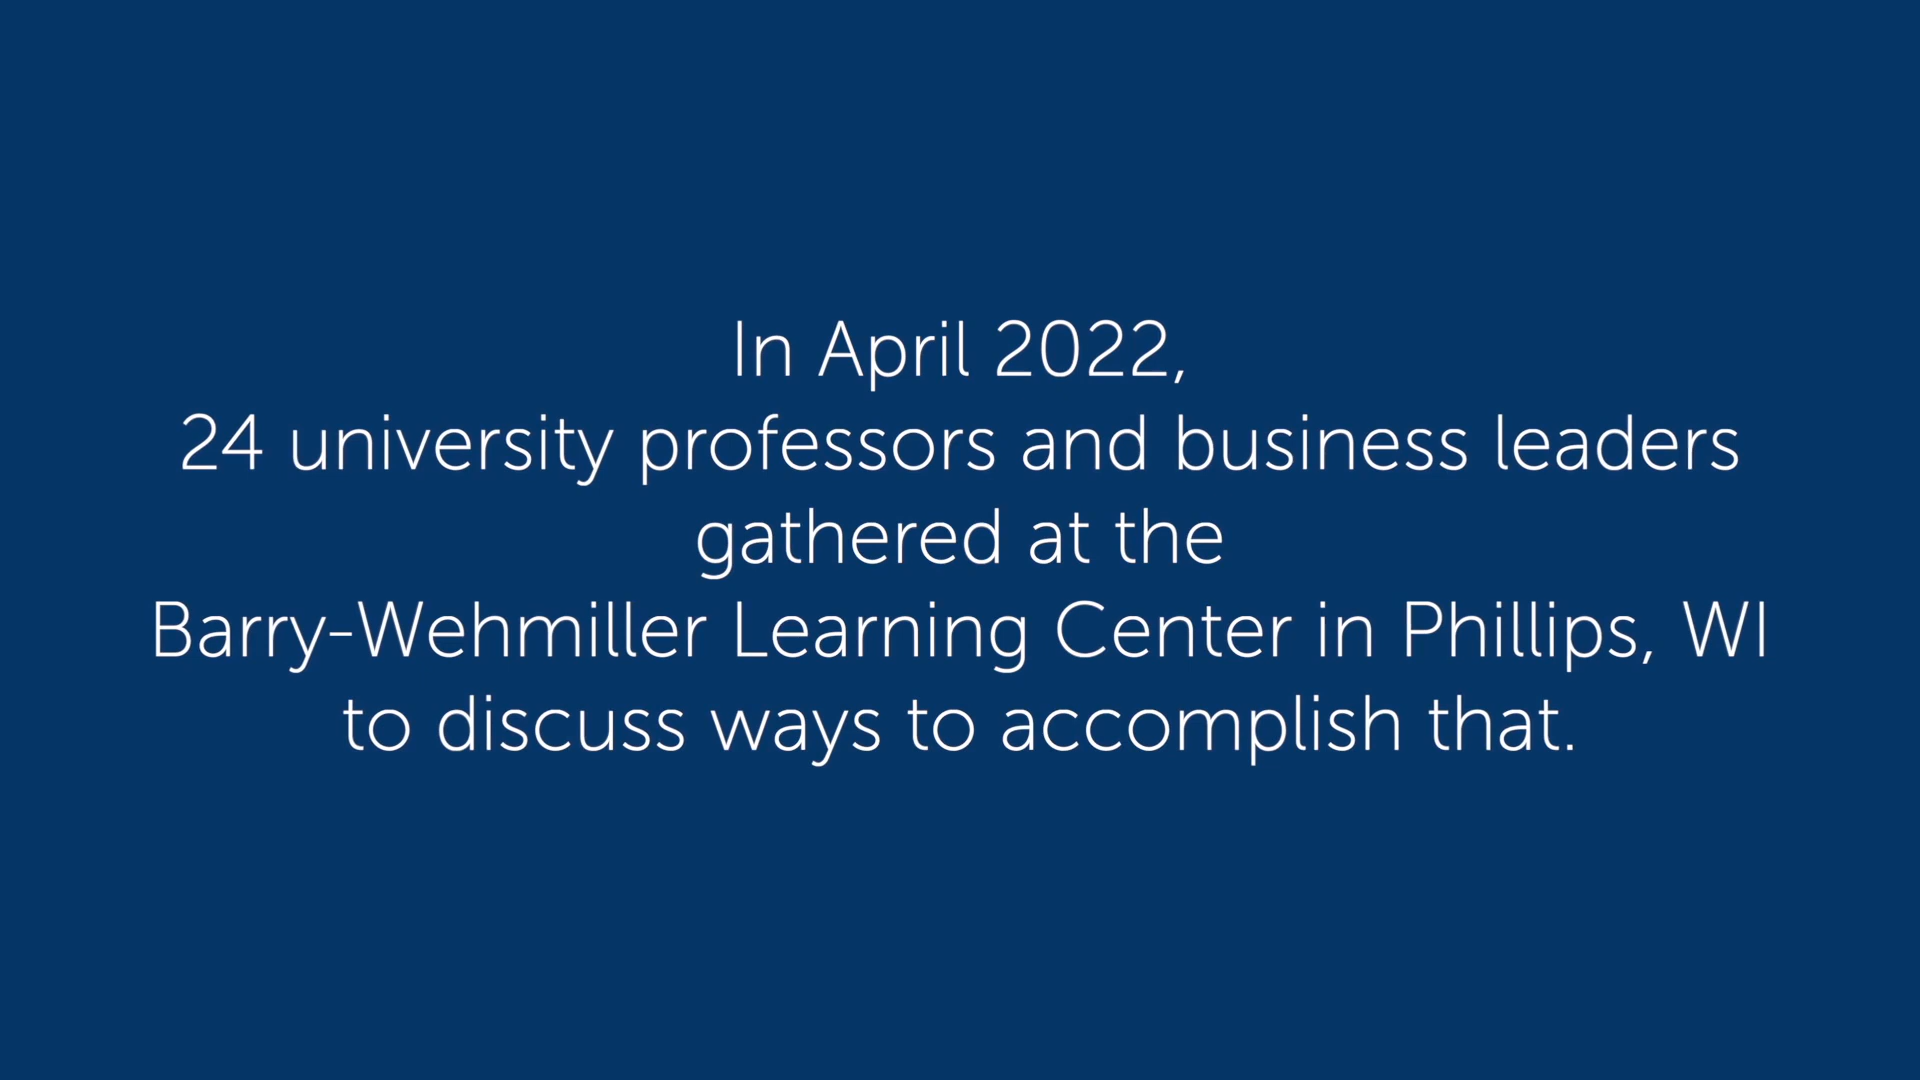 In April 2022,
24 university professors and business leaders
gathered at the
Barry-Wehmiller Learning Center in Phillips, WI
to discuss ways to accomplish that.